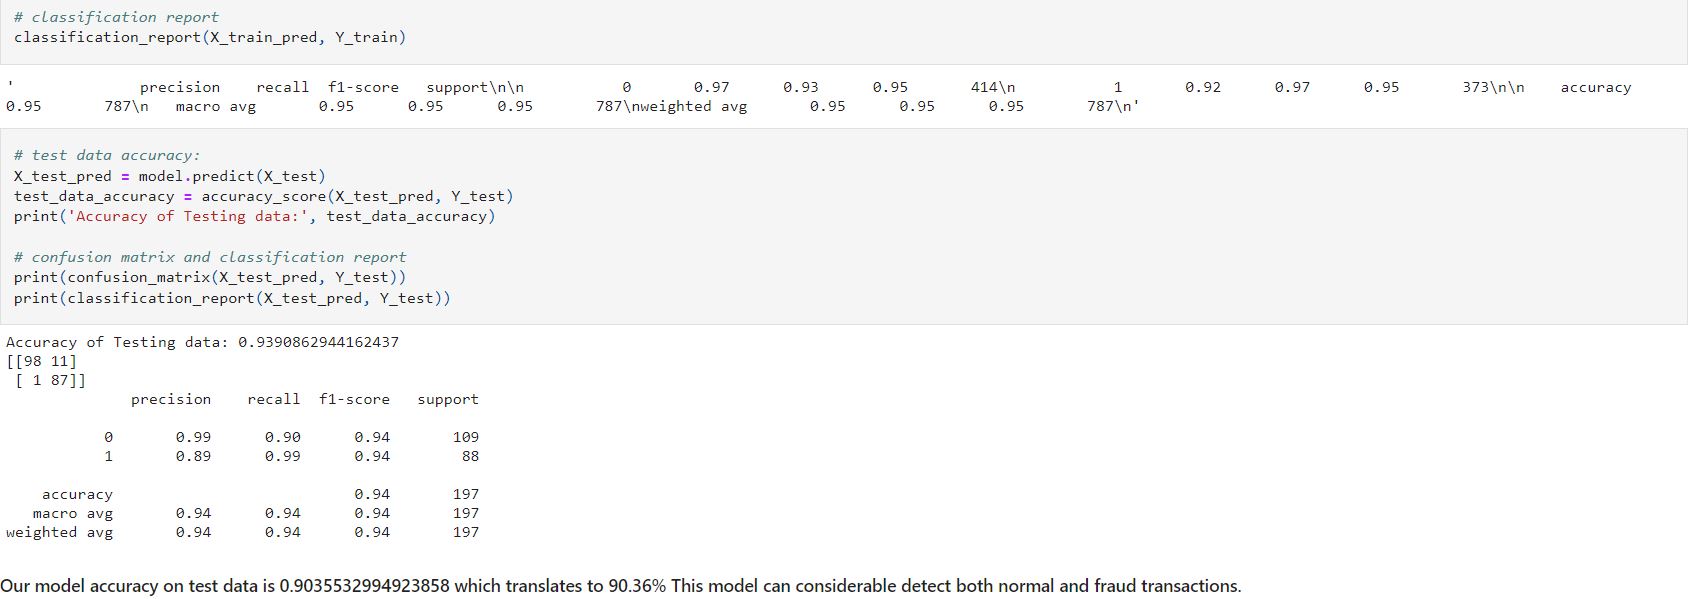 # classification report
classification_report(X_train_pred, Y_train)
'              precision    recall  f1-score   support\n\n           0       0.97      0.93      0.95       414\n           1       0.92      0.97      0.95       373\n\n    accuracy
0.95       787\n   macro avg       0.95      0.95      0.95       787\nweighted avg       0.95      0.95      0.95       787\n'
# test data accuracy:
X_test_pred = model.predict(X_test)
test_data_accuracy = accuracy_score(X_test_pred, Y_test)
print('Accuracy of Testing data:', test_data_accuracy)
# confusion matrix and classification report
print(confusion_matrix(X_test_pred, Y_test))
print(classification_report(X_test_pred, Y_test))
Accuracy of Testing data: 0.9390862944162437
[[98 11]
 [ 1 87]]
              precision    recall  f1-score   support
           0       0.99      0.90      0.94       109
           1       0.89      0.99      0.94        88
    accuracy                           0.94       197
   macro avg       0.94      0.94      0.94       197
weighted avg       0.94      0.94      0.94       197
Our model accuracy on test data is 0.9035532994923858 which translates to 90.36% This model can considerable detect both normal and fraud transactions.